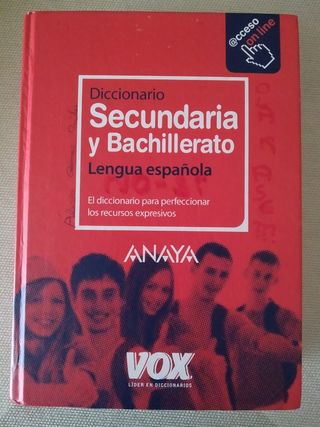 @cceso
on line
Diccionario
Secundaria
y Bachillerato
Lengua española
El diccionario para perfeccionar
los recursos expresivos
ANAYA
VOX
LÍDER EN DICCIONARIOS